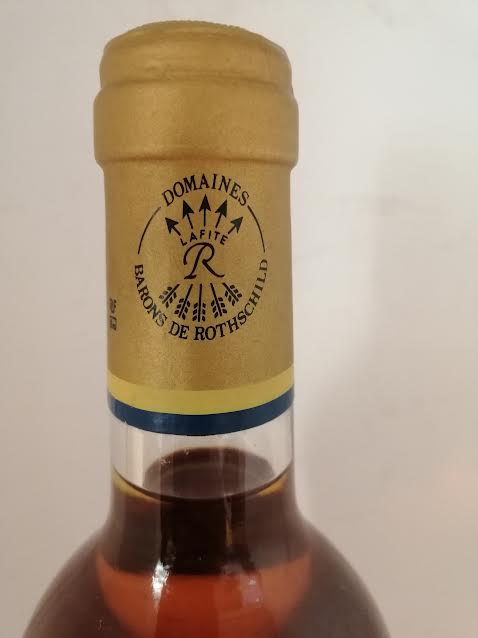 DOMAINES
LAFITE
R
BARONS DE ROTHSCHILD